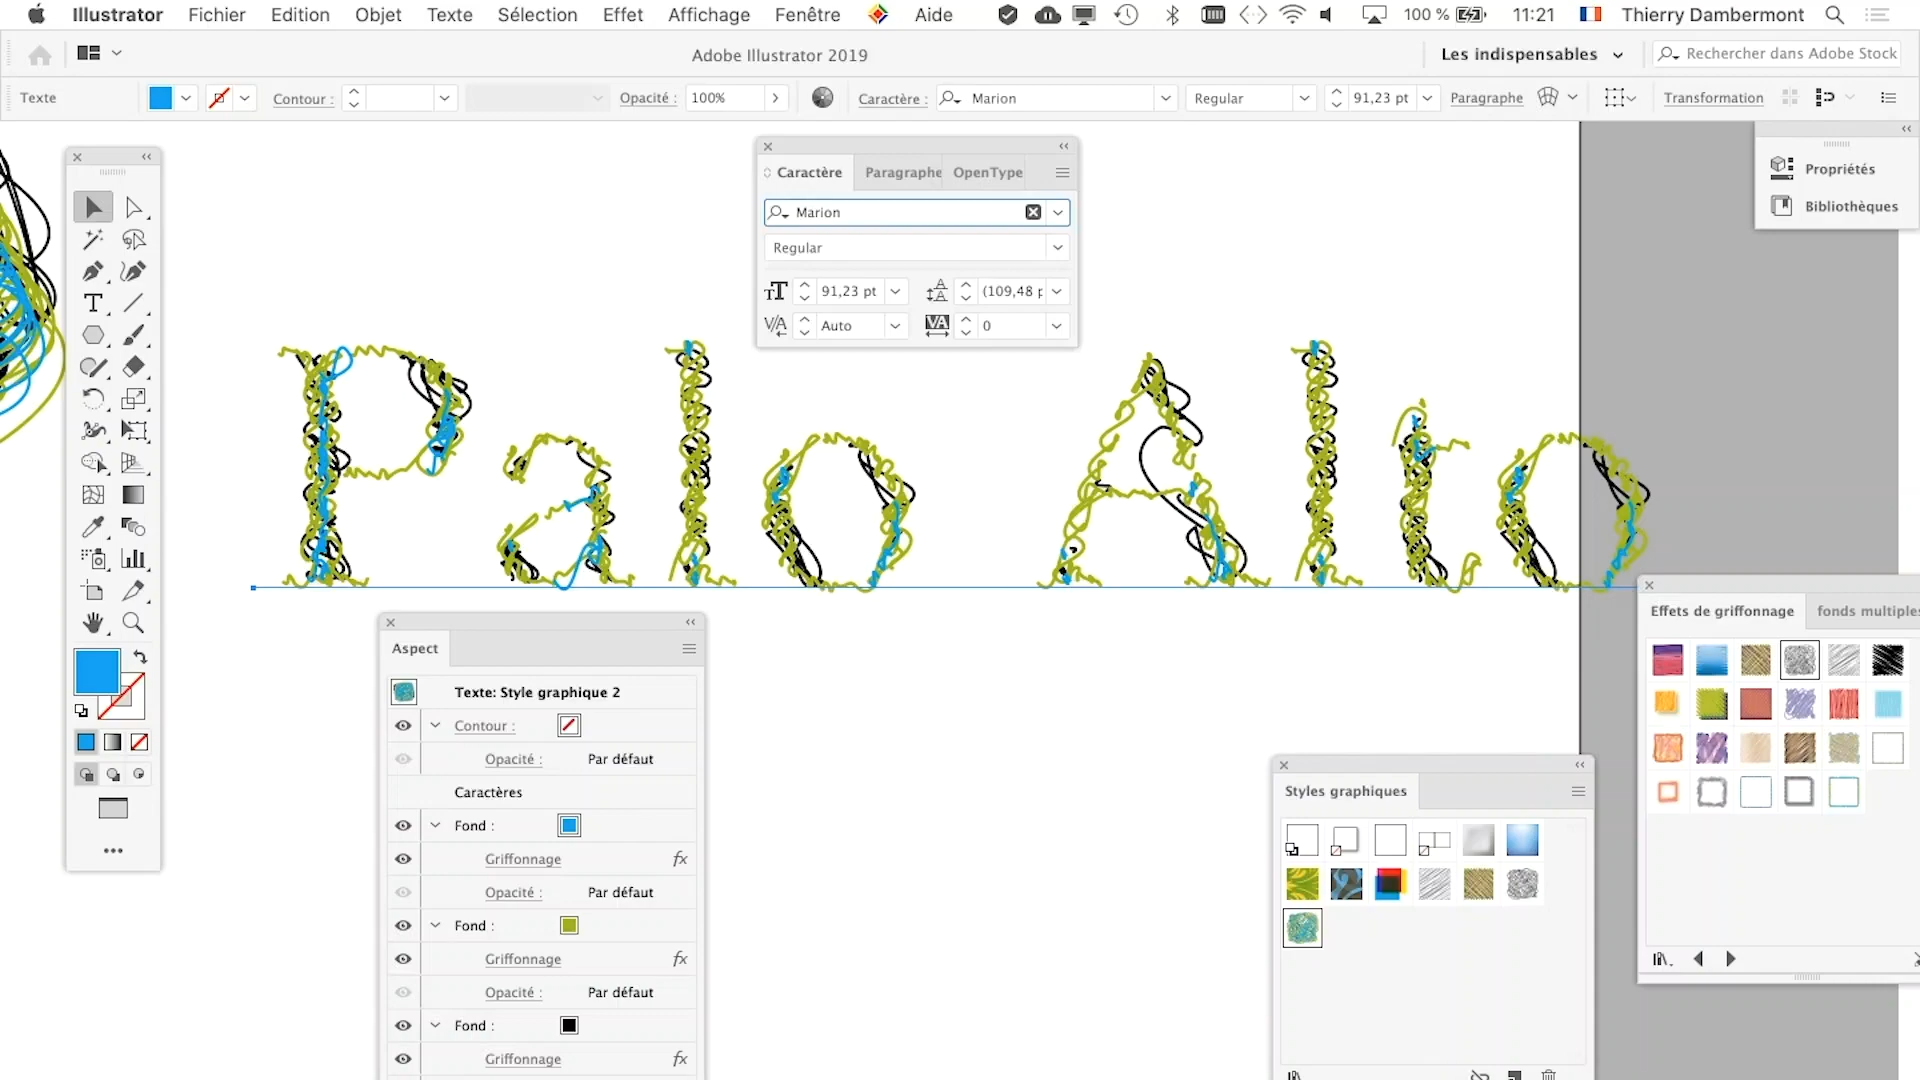 Illustrator Fichier Edition Objet Texte Sélection Effet Affichage Fenêtre Aide 100 % 11:21 Thierry Dambermont
Adobe Illustrator 2019
Les indispensables
Rechercher dans Adobe Stock
Texte Contour : Opacité : 100% Caractère : Marion Regular 91,23 pt Paragraphe Transformation
Propriétés
Bibliothèques
Caractère Paragraphe OpenType
Marion
Regular
91,23 pt (109,48 p
Auto 0
Palo Alto
Effets de griffonnage fonds multiples
Aspect
Texte: Style graphique 2
Contour :
Opacité : Par défaut
Caractères
Fond :
Griffonnage fx
Opacité : Par défaut
Fond :
Griffonnage fx
Opacité : Par défaut
Fond :
Griffonnage fx
Styles graphiques